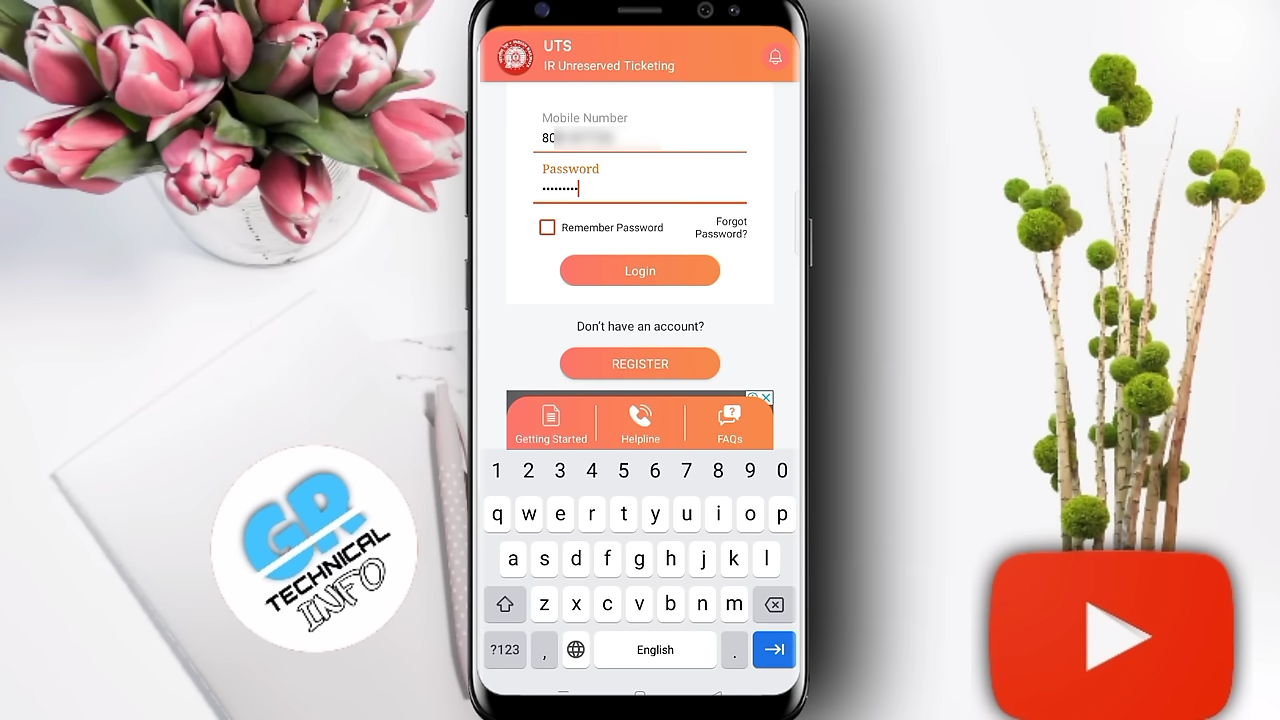 UTS
IR Unreserved Ticketing
Mobile Number
80
Password
•••••••••
Remember Password
Forgot
Password?
Login
Don't have an account?
REGISTER
Getting Started
Helpline
FAQs
1 2 3 4 5 6 7 8 9 0
q w e r t y u i o p
a s d f g h j k l
z x c v b n m
?123 , English .
GR
TECHNICAL
INFO